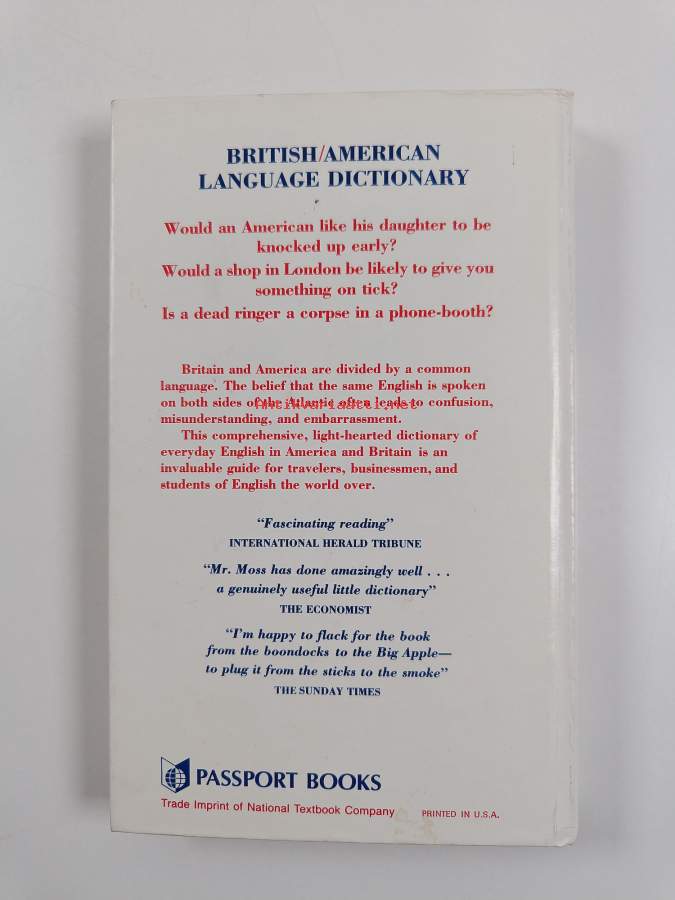 BRITISH/AMERICAN
LANGUAGE DICTIONARY
Would an American like his daughter to be
knocked up early?
Would a shop in London be likely to give you
something on tick?
Is a dead ringer a corpse in a phone-booth?
Britain and America are divided by a common
language. The belief that the same English is spoken
on both sides of the Atlantic often leads to confusion,
misunderstanding, and embarrassment.
This comprehensive, light-hearted dictionary of
everyday English in America and Britain is an
invaluable guide for travelers, businessmen, and
students of English the world over.
"Fascinating reading"
INTERNATIONAL HERALD TRIBUNE
"Mr. Moss has done amazingly well . . .
a genuinely useful little dictionary"
THE ECONOMIST
"I'm happy to flack for the book
from the boondocks to the Big Apple—
to plug it from the sticks to the smoke"
THE SUNDAY TIMES
PASSPORT BOOKS
Trade Imprint of National Textbook Company
PRINTED IN U.S.A.